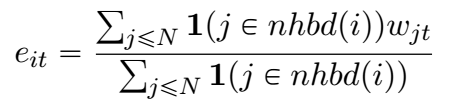 $e_{it} = \frac{\sum_{j \leqslant N} \mathbf{1}(j \in nhbd(i)) w_{jt}}{\sum_{j \leqslant N} \mathbf{1}(j \in nhbd(i))}$